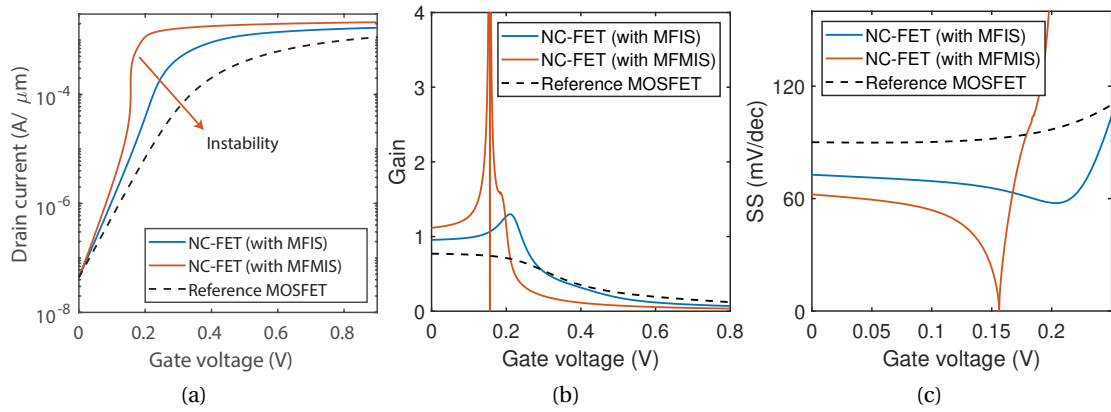 Drain current (A/ μm)
10⁻⁴
10⁻⁶
10⁻⁸
Instability
NC-FET (with MFIS)
NC-FET (with MFMIS)
Reference MOSFET
0 0.2 0.4 0.6 0.8
Gate voltage (V)
(a)
Gain
4
3
2
1
0
NC-FET (with MFIS)
NC-FET (with MFMIS)
Reference MOSFET
0 0.2 0.4 0.6 0.8
Gate voltage (V)
(b)
SS (mV/dec)
120
60
0
NC-FET (with MFIS)
NC-FET (with MFMIS)
Reference MOSFET
0 0.05 0.1 0.15 0.2
Gate voltage (V)
(c)